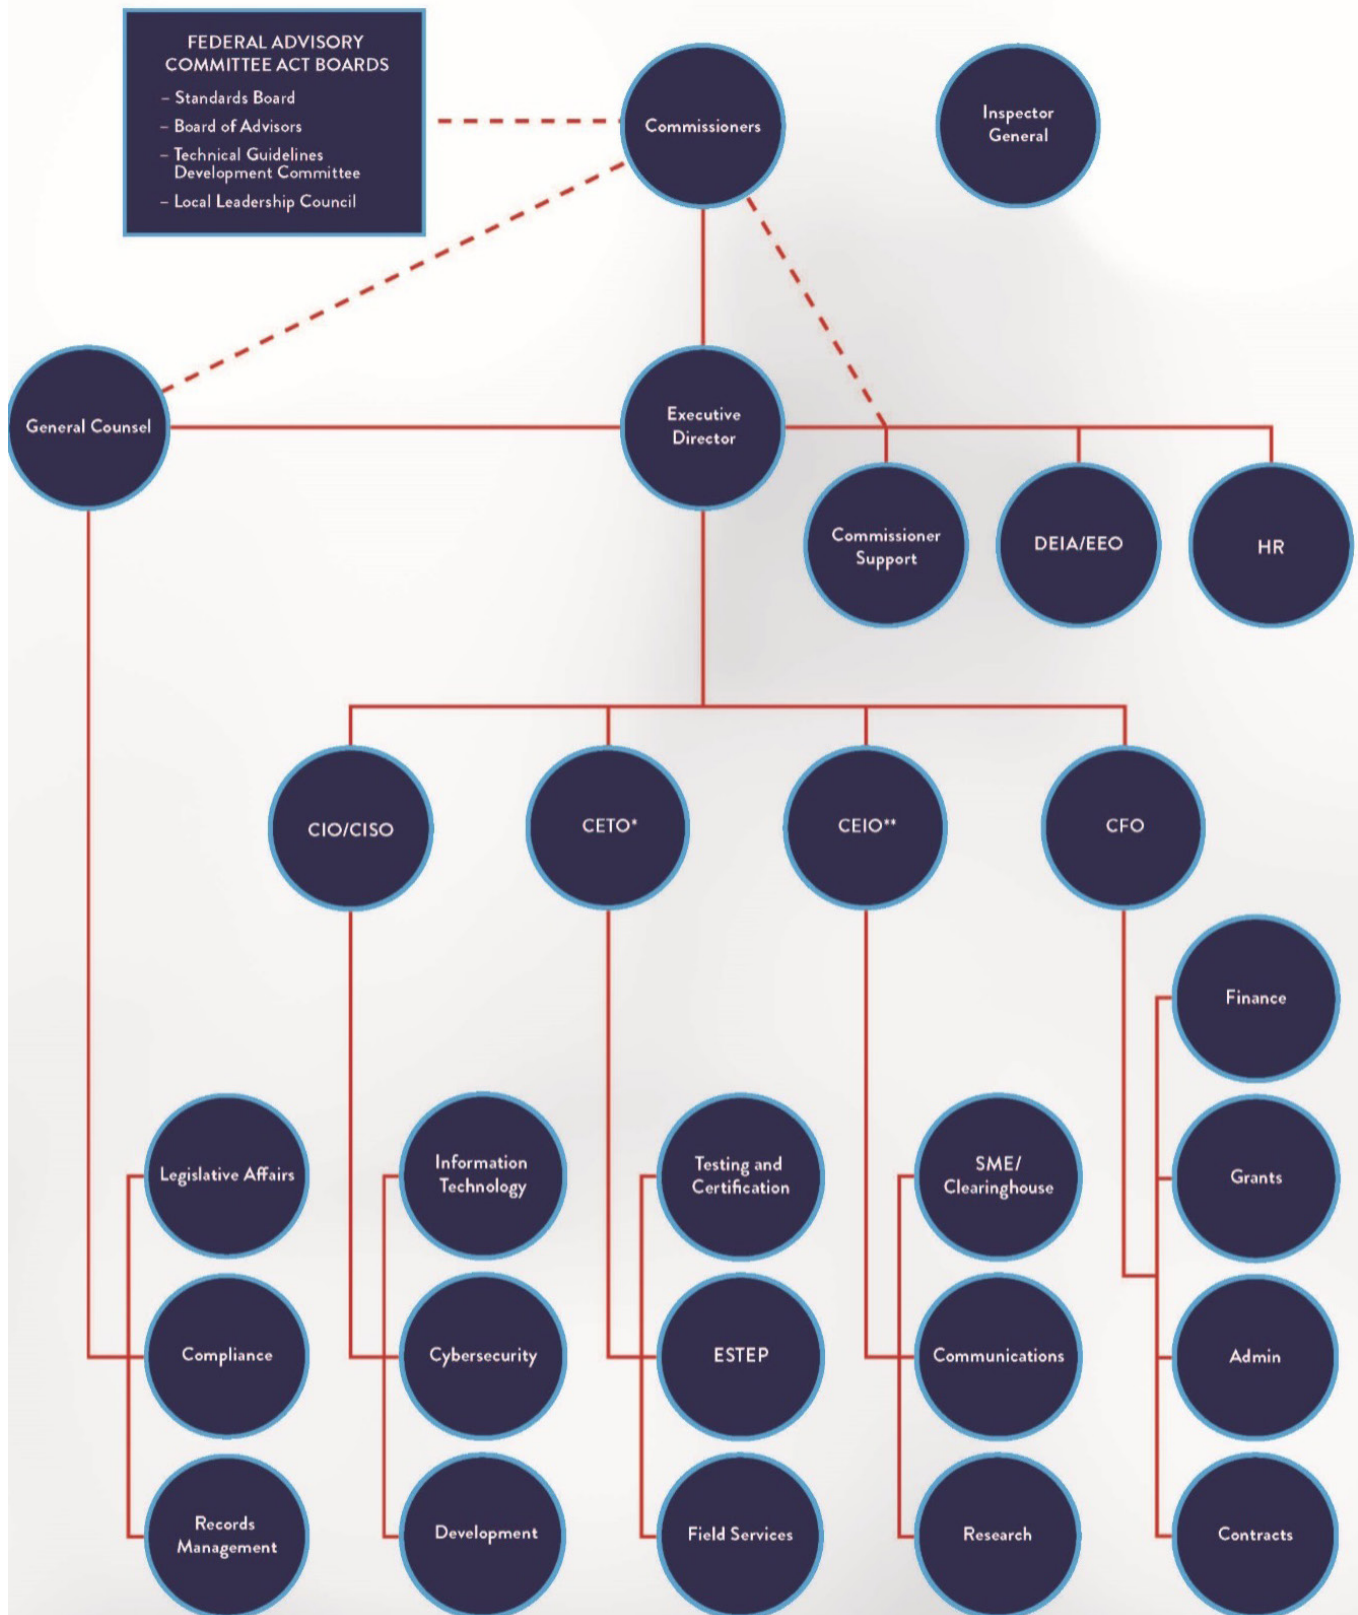 FEDERAL ADVISORY
COMMITTEE ACT BOARDS
– Standards Board
– Board of Advisors
– Technical Guidelines
Development Committee
– Local Leadership Council
Commissioners
Inspector
General
General Counsel
Executive
Director
Commissioner
Support
DEIA/EEO
HR
CIO/CISO
CETO*
CEIO**
CFO
Finance
Legislative Affairs
Information
Technology
Testing and
Certification
SME/
Clearinghouse
Grants
Compliance
Cybersecurity
ESTEP
Communications
Admin
Records
Management
Development
Field Services
Research
Contracts